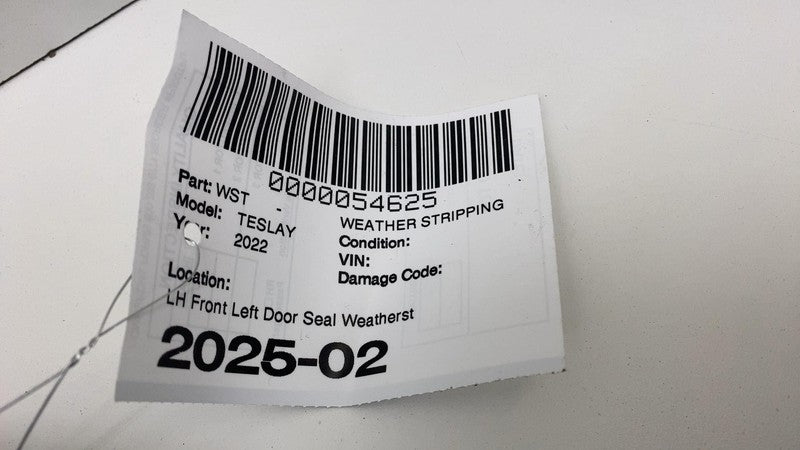 0000054625
Part: WST - WEATHER STRIPPING
Model: TESLAY Condition:
Year: 2022 VIN:
Damage Code:
Location:
LH Front Left Door Seal Weatherst
2025-02